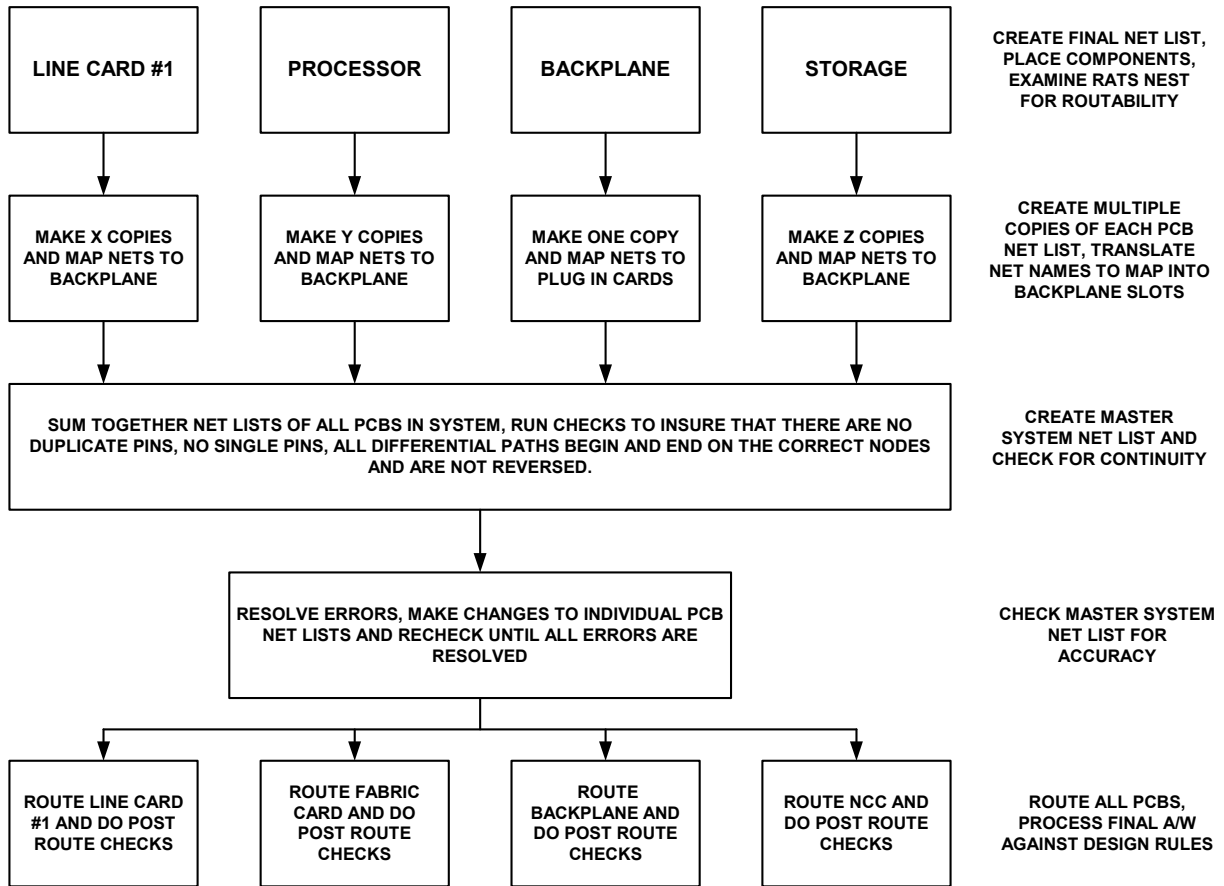 LINE CARD #1
PROCESSOR
BACKPLANE
STORAGE
CREATE FINAL NET LIST,
PLACE COMPONENTS,
EXAMINE RATS NEST
FOR ROUTABILITY
MAKE X COPIES
AND MAP NETS TO
BACKPLANE
MAKE Y COPIES
AND MAP NETS TO
BACKPLANE
MAKE ONE COPY
AND MAP NETS TO
PLUG IN CARDS
MAKE Z COPIES
AND MAP NETS TO
BACKPLANE
CREATE MULTIPLE
COPIES OF EACH PCB
NET LIST, TRANSLATE
NET NAMES TO MAP INTO
BACKPLANE SLOTS
SUM TOGETHER NET LISTS OF ALL PCBS IN SYSTEM, RUN CHECKS TO INSURE THAT THERE ARE NO
DUPLICATE PINS, NO SINGLE PINS, ALL DIFFERENTIAL PATHS BEGIN AND END ON THE CORRECT NODES
AND ARE NOT REVERSED.
CREATE MASTER
SYSTEM NET LIST AND
CHECK FOR CONTINUITY
RESOLVE ERRORS, MAKE CHANGES TO INDIVIDUAL PCB
NET LISTS AND RECHECK UNTIL ALL ERRORS ARE
RESOLVED
CHECK MASTER SYSTEM
NET LIST FOR
ACCURACY
ROUTE LINE CARD
#1 AND DO POST
ROUTE CHECKS
ROUTE FABRIC
CARD AND DO
POST ROUTE
CHECKS
ROUTE
BACKPLANE AND
DO POST ROUTE
CHECKS
ROUTE NCC AND
DO POST ROUTE
CHECKS
ROUTE ALL PCBS,
PROCESS FINAL A/W
AGAINST DESIGN RULES